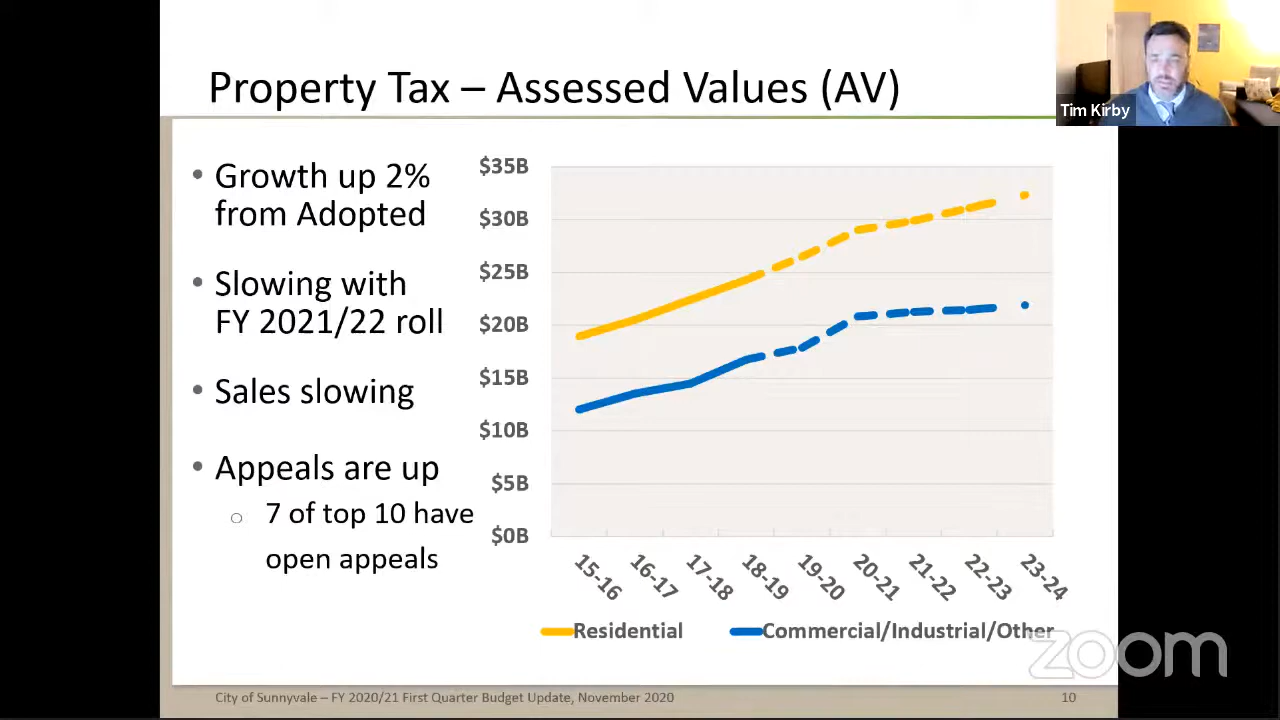 Property Tax – Assessed Values (AV)
Tim Kirby
• Growth up 2%
from Adopted
• Slowing with
FY 2021/22 roll
• Sales slowing
• Appeals are up
○ 7 of top 10 have
open appeals
$35B
$30B
$25B
$20B
$15B
$10B
$5B
$0B
15-16
16-17
17-18
18-19
19-20
20-21
21-22
22-23
23-24
Residential
Commercial/Industrial/Other
zoom
City of Sunnyvale – FY 2020/21 First Quarter Budget Update, November 2020
10